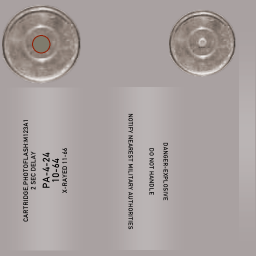 CARTRIDGE PHOTOFLASH M123A1
2 SEC DELAY
PA-4-24
10-64
X-RAYED 11-66
DANGER-EXPLOSIVE
DO NOT HANDLE
NOTIFY NEAREST MILITARY AUTHORITIES